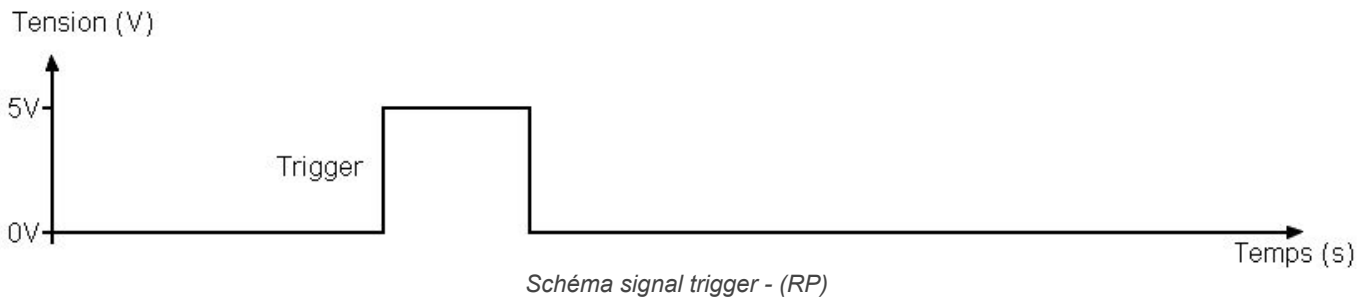 Tension (V)
5V
Trigger
0V
Temps (s)
Schéma signal trigger - (RP)